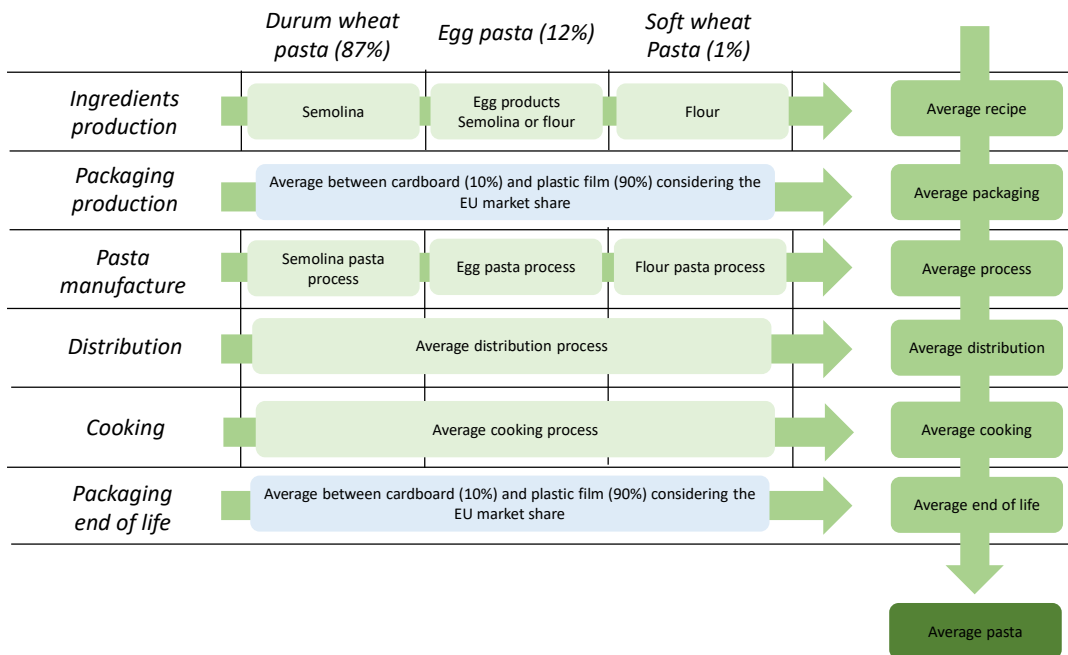 Durum wheat
pasta (87%)
Egg pasta (12%)
Soft wheat
Pasta (1%)
Ingredients
production
Semolina
Egg products
Semolina or flour
Flour
Average recipe
Packaging
production
Average between cardboard (10%) and plastic film (90%) considering the
EU market share
Average packaging
Pasta
manufacture
Semolina pasta
process
Egg pasta process
Flour pasta process
Average process
Distribution
Average distribution process
Average distribution
Cooking
Average cooking process
Average cooking
Packaging
end of life
Average between cardboard (10%) and plastic film (90%) considering the
EU market share
Average end of life
Average pasta